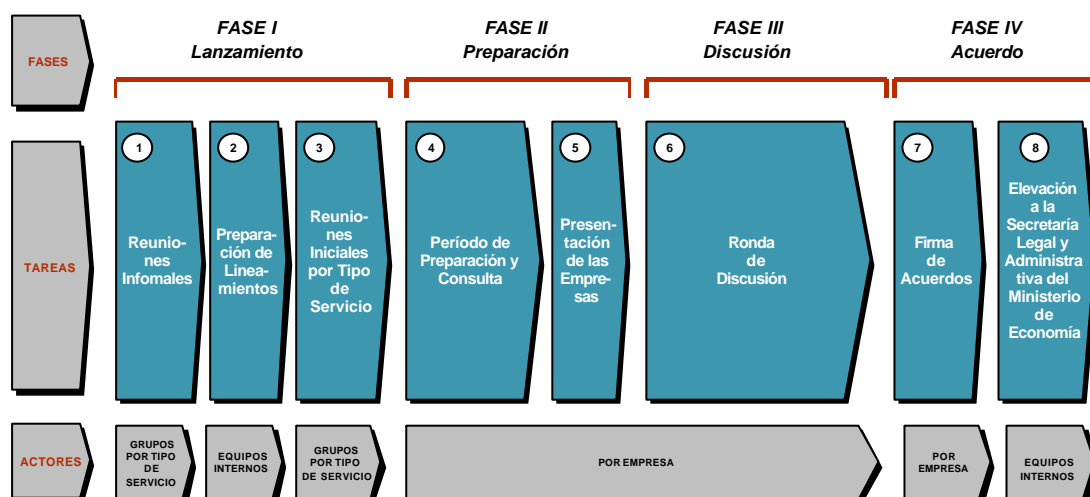 FASE I
Lanzamiento
FASE II
Preparación
FASE III
Discusión
FASE IV
Acuerdo
FASES
TAREAS
1
Reunio-
nes
Infomales
2
Prepara-
ción de
Linea-
mientos
3
Reunio-
nes
Iniciales
por Tipo
de
Servicio
4
Período de
Preparación y
Consulta
5
Presen-
tación
de las
Empre-
sas
6
Ronda
de
Discusión
7
Firma
de
Acuerdos
8
Elevación
a la
Secretaría
Legal y
Administra-
tiva del
Ministerio
de
Economía
ACTORES
GRUPOS
POR TIPO
DE
SERVICIO
EQUIPOS
INTERNOS
GRUPOS
POR TIPO
DE SERVICIO
POR EMPRESA
POR
EMPRESA
EQUIPOS
INTERNOS